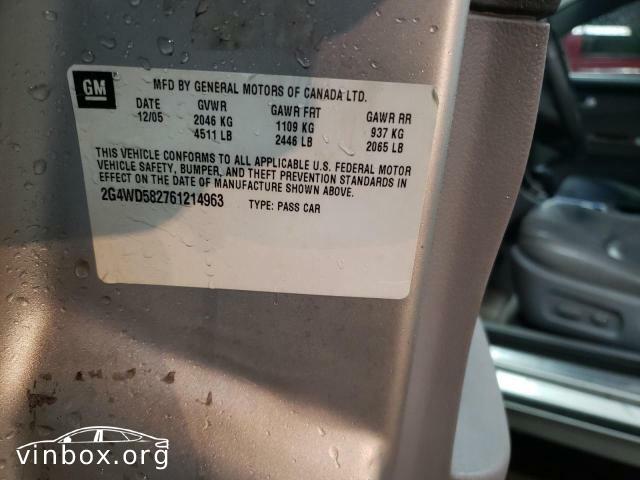 GM
MFD BY GENERAL MOTORS OF CANADA LTD.
DATE GVWR GAWR FRT GAWR RR
12/05 2046 KG 1109 KG 937 KG
4511 LB 2446 LB 2065 LB
THIS VEHICLE CONFORMS TO ALL APPLICABLE U.S. FEDERAL MOTOR
VEHICLE SAFETY, BUMPER, AND THEFT PREVENTION STANDARDS IN
EFFECT ON THE DATE OF MANUFACTURE SHOWN ABOVE.
2G4WD582761214963 TYPE: PASS CAR
vinbox.org